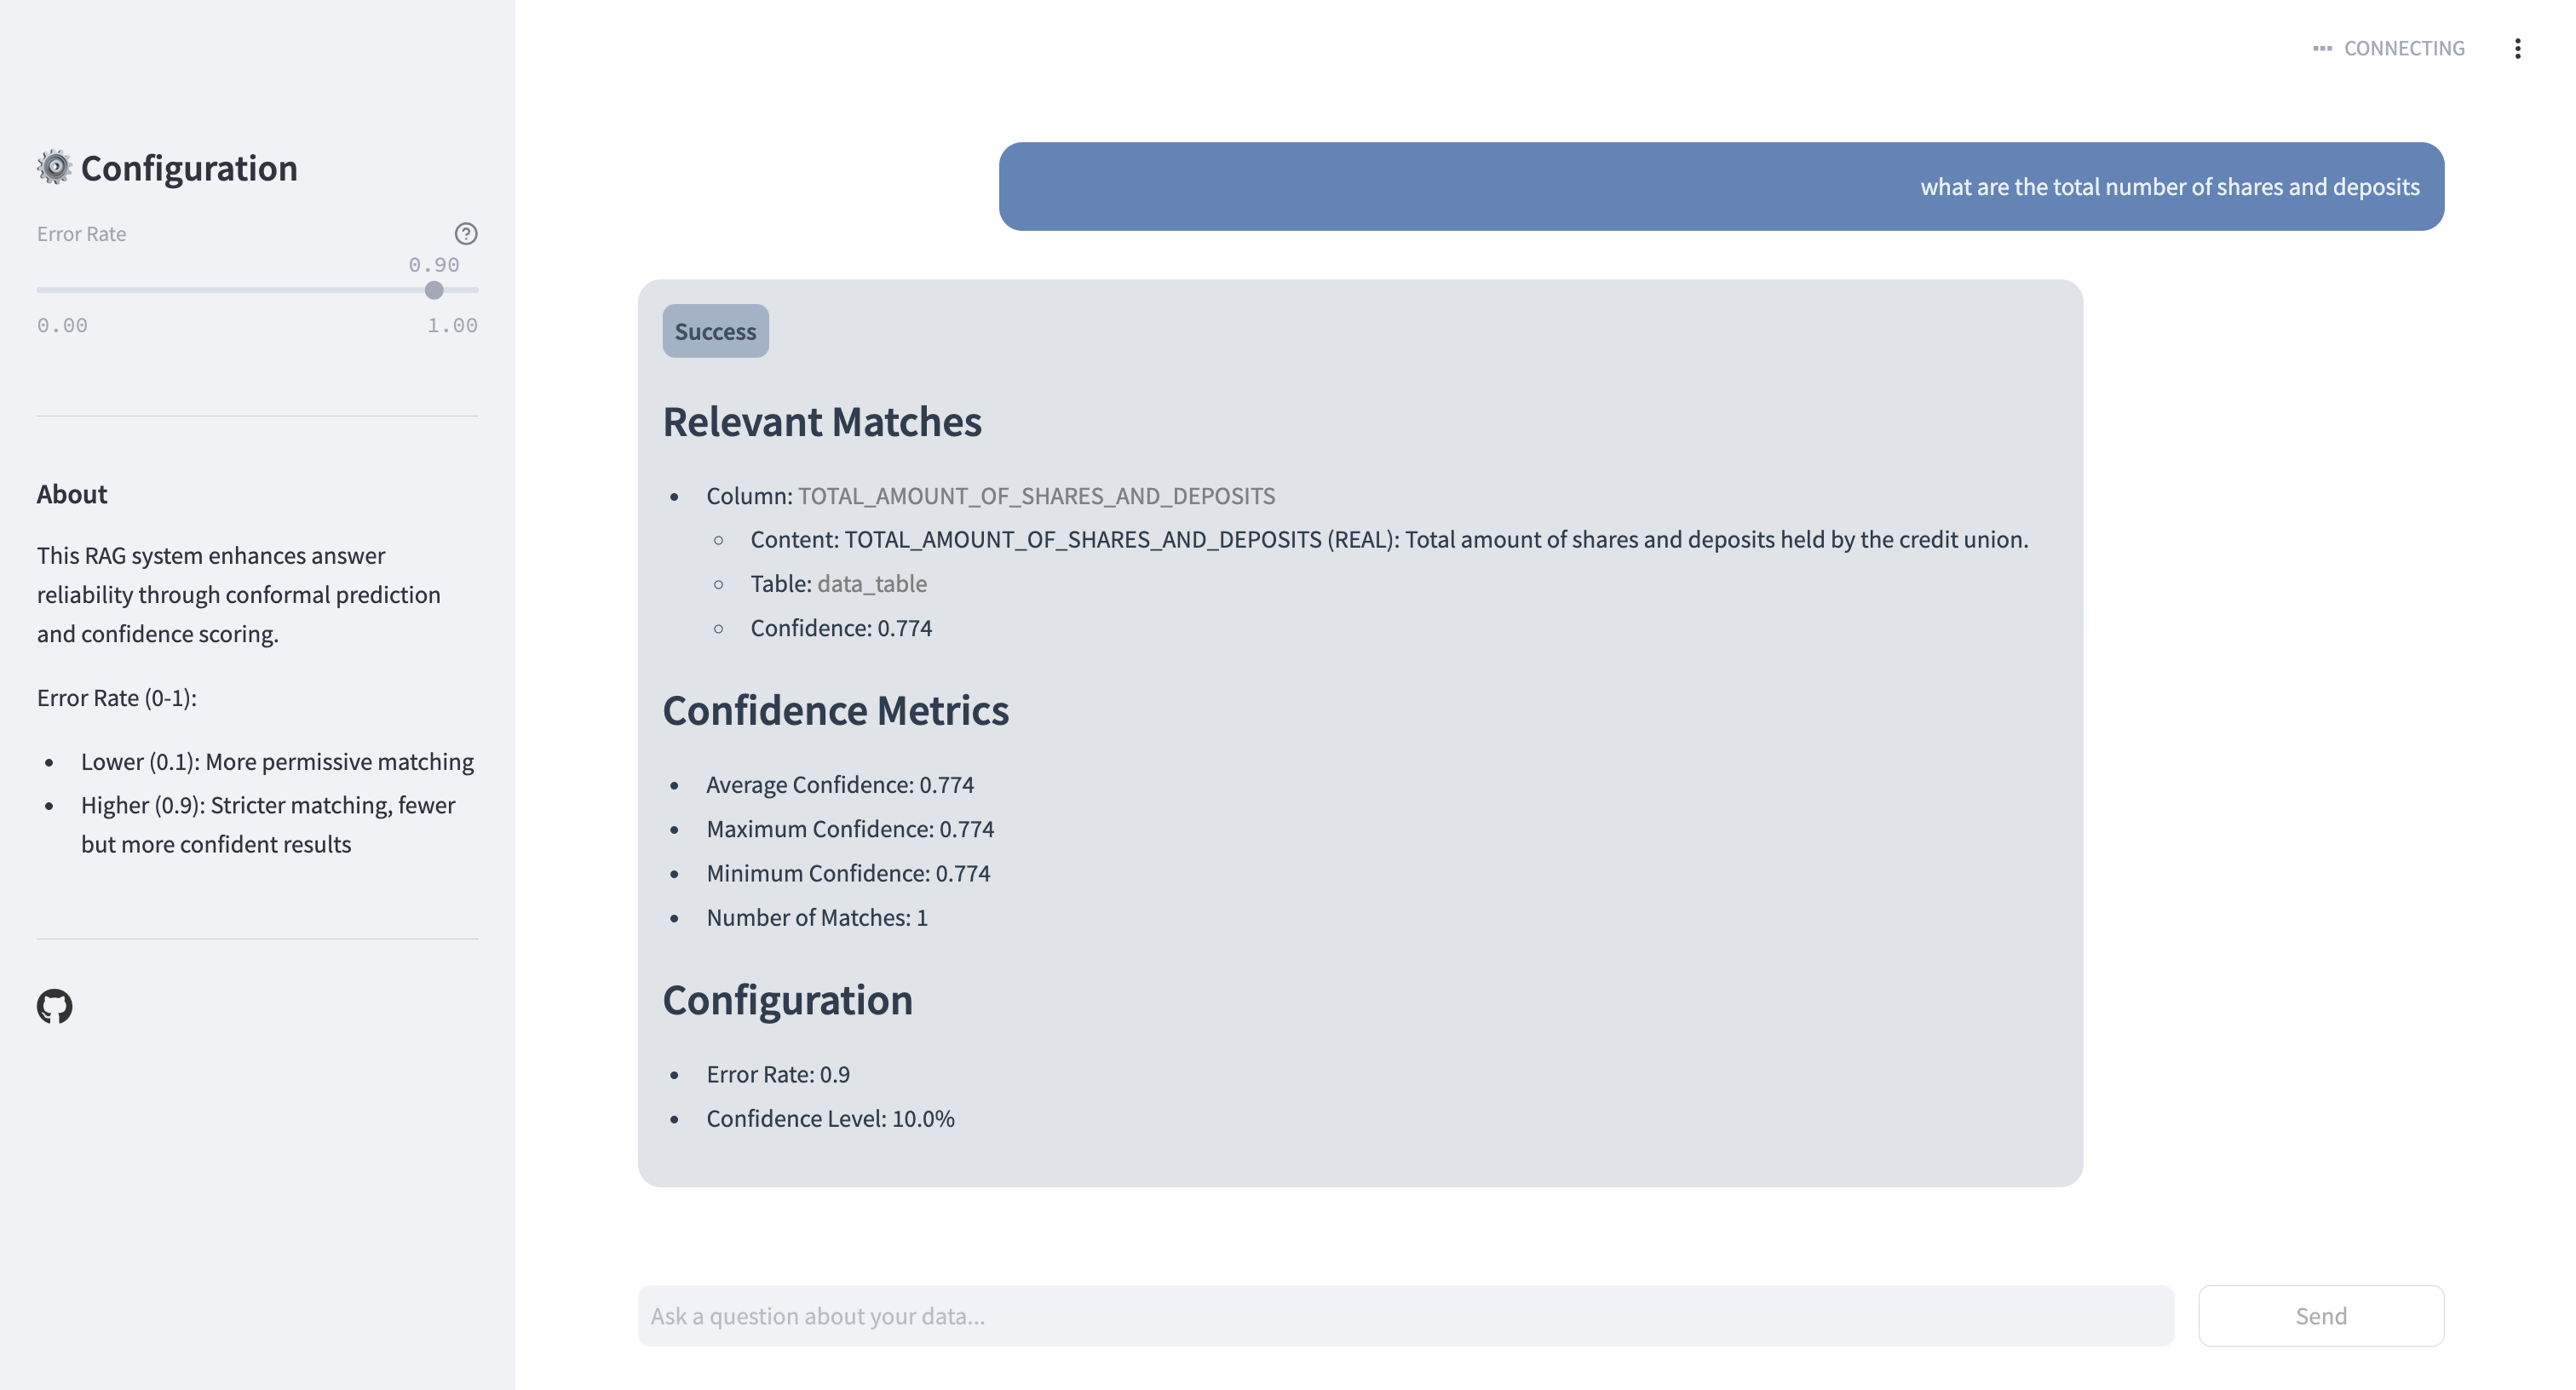 CONNECTING
Configuration
Error Rate
0.90
0.00
1.00
About
This RAG system enhances answer
reliability through conformal prediction
and confidence scoring.
Error Rate (0-1):
Lower (0.1): More permissive matching
Higher (0.9): Stricter matching, fewer
but more confident results
what are the total number of shares and deposits
Success
Relevant Matches
Column: TOTAL_AMOUNT_OF_SHARES_AND_DEPOSITS
Content: TOTAL_AMOUNT_OF_SHARES_AND_DEPOSITS (REAL): Total amount of shares and deposits held by the credit union.
Table: data_table
Confidence: 0.774
Confidence Metrics
Average Confidence: 0.774
Maximum Confidence: 0.774
Minimum Confidence: 0.774
Number of Matches: 1
Configuration
Error Rate: 0.9
Confidence Level: 10.0%
Ask a question about your data...
Send